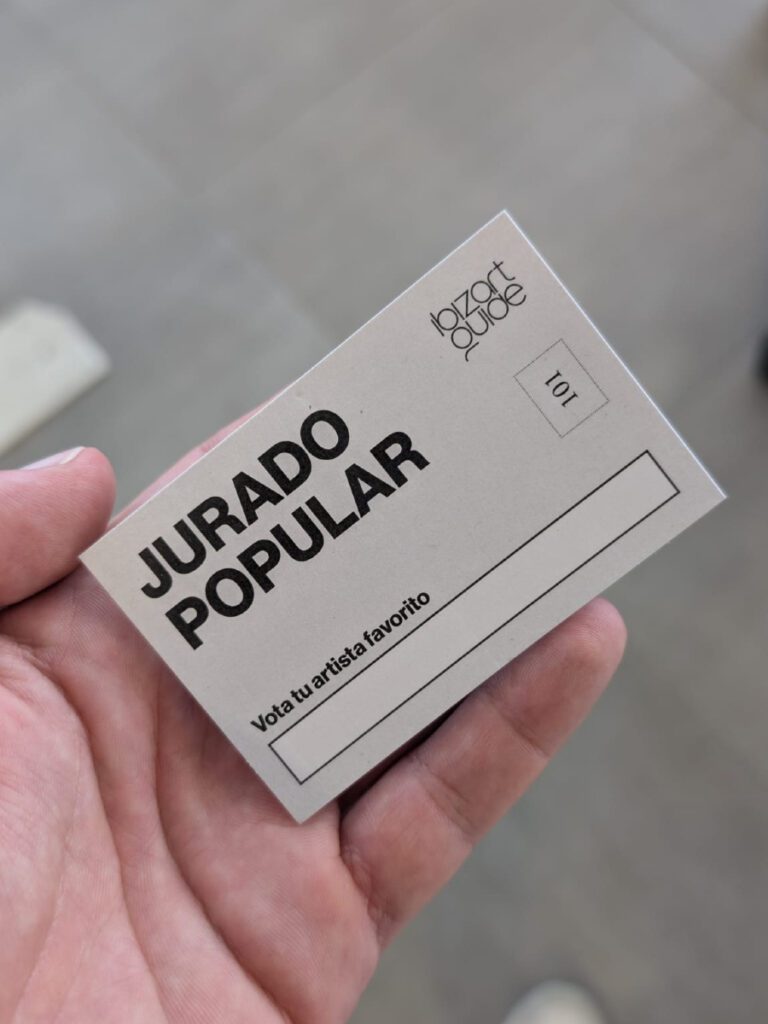 JURADO
POPULAR
ibizart
guide
101
Vota tu artista favorito